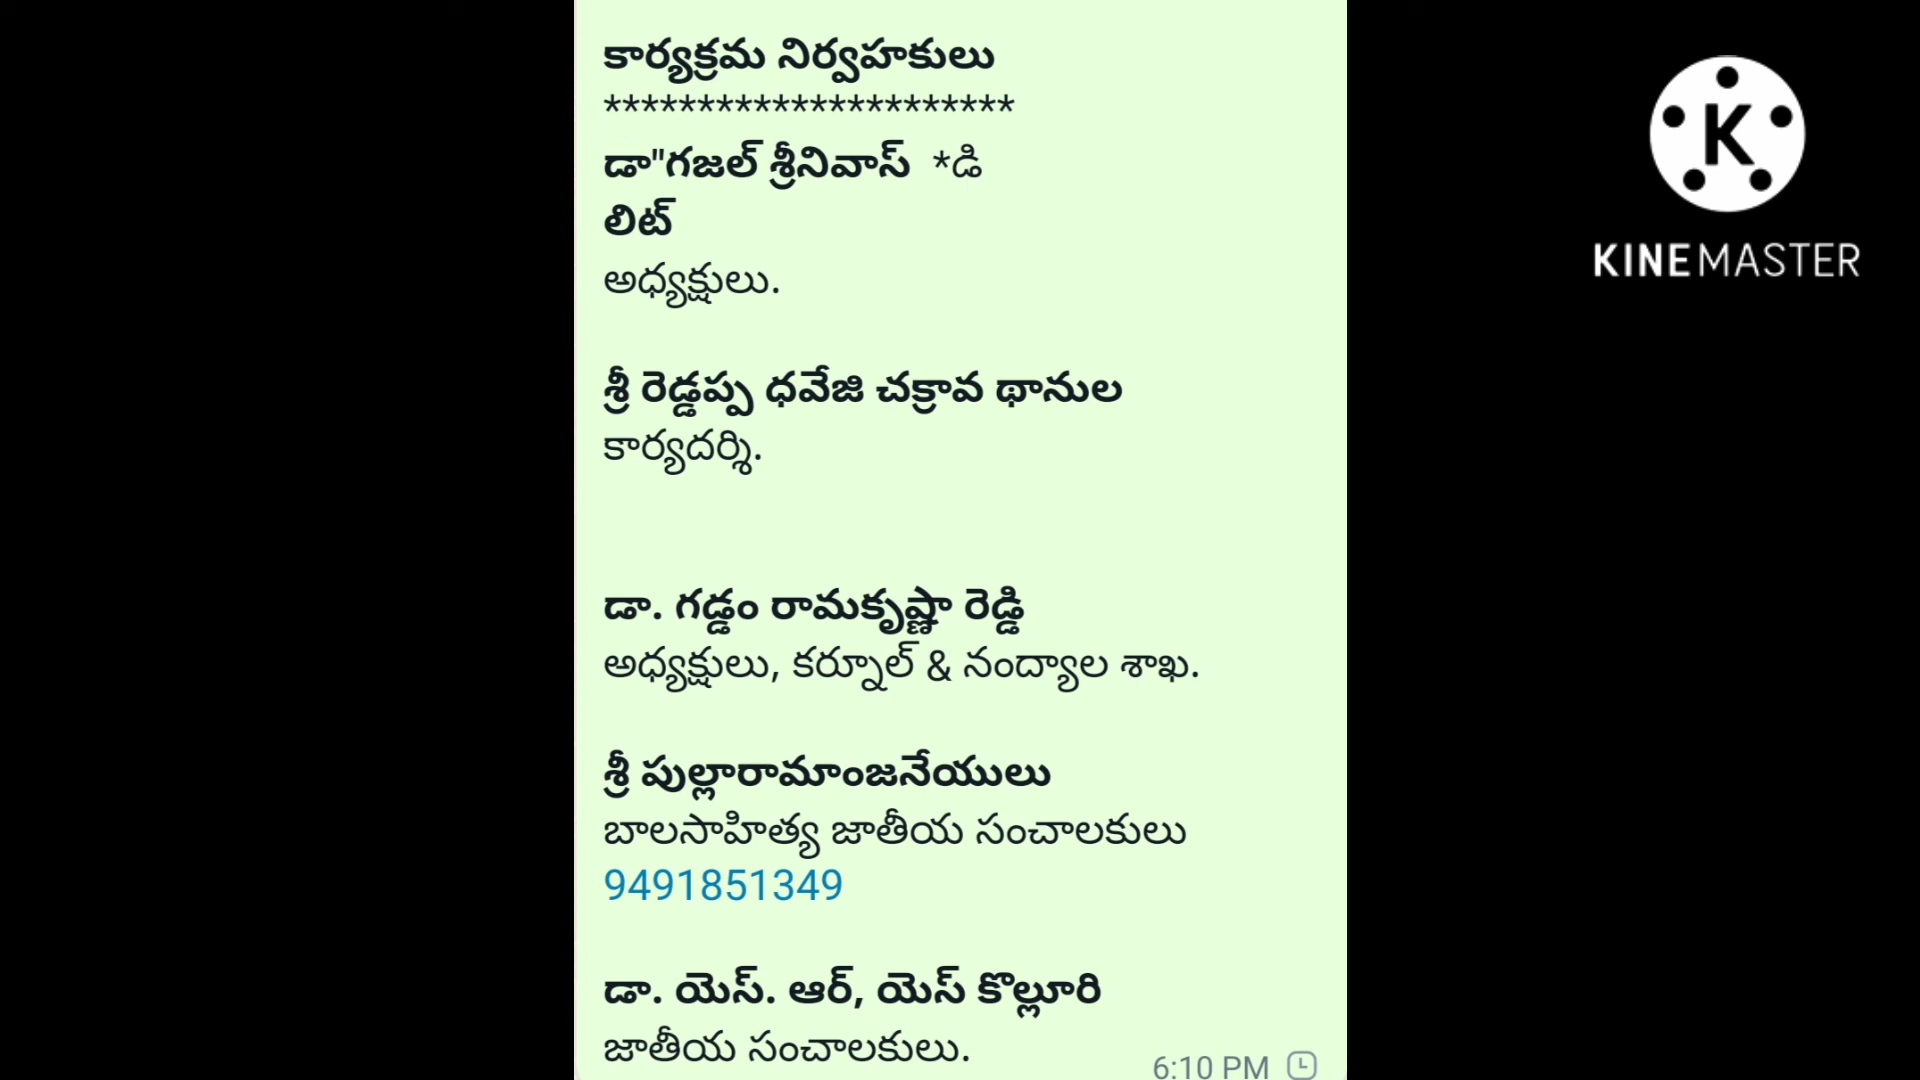 కార్యక్రమ నిర్వహకులు
**********************
డా"గజల్ శ్రీనివాస్ *డి
లిట్
అధ్యక్షులు.
శ్రీ రెడ్డప్ప ధవేజి చక్రావ థానుల
కార్యదర్శి.
డా. గడ్డం రామకృష్ణా రెడ్డి
అధ్యక్షులు, కర్నూల్ & నంద్యాల శాఖ.
శ్రీ పుల్లారామాంజనేయులు
బాలసాహిత్య జాతీయ సంచాలకులు
9491851349
డా. యెస్. ఆర్, యెస్ కొల్లూరి
జాతీయ సంచాలకులు.
6:10 PM
K
KINEMASTER